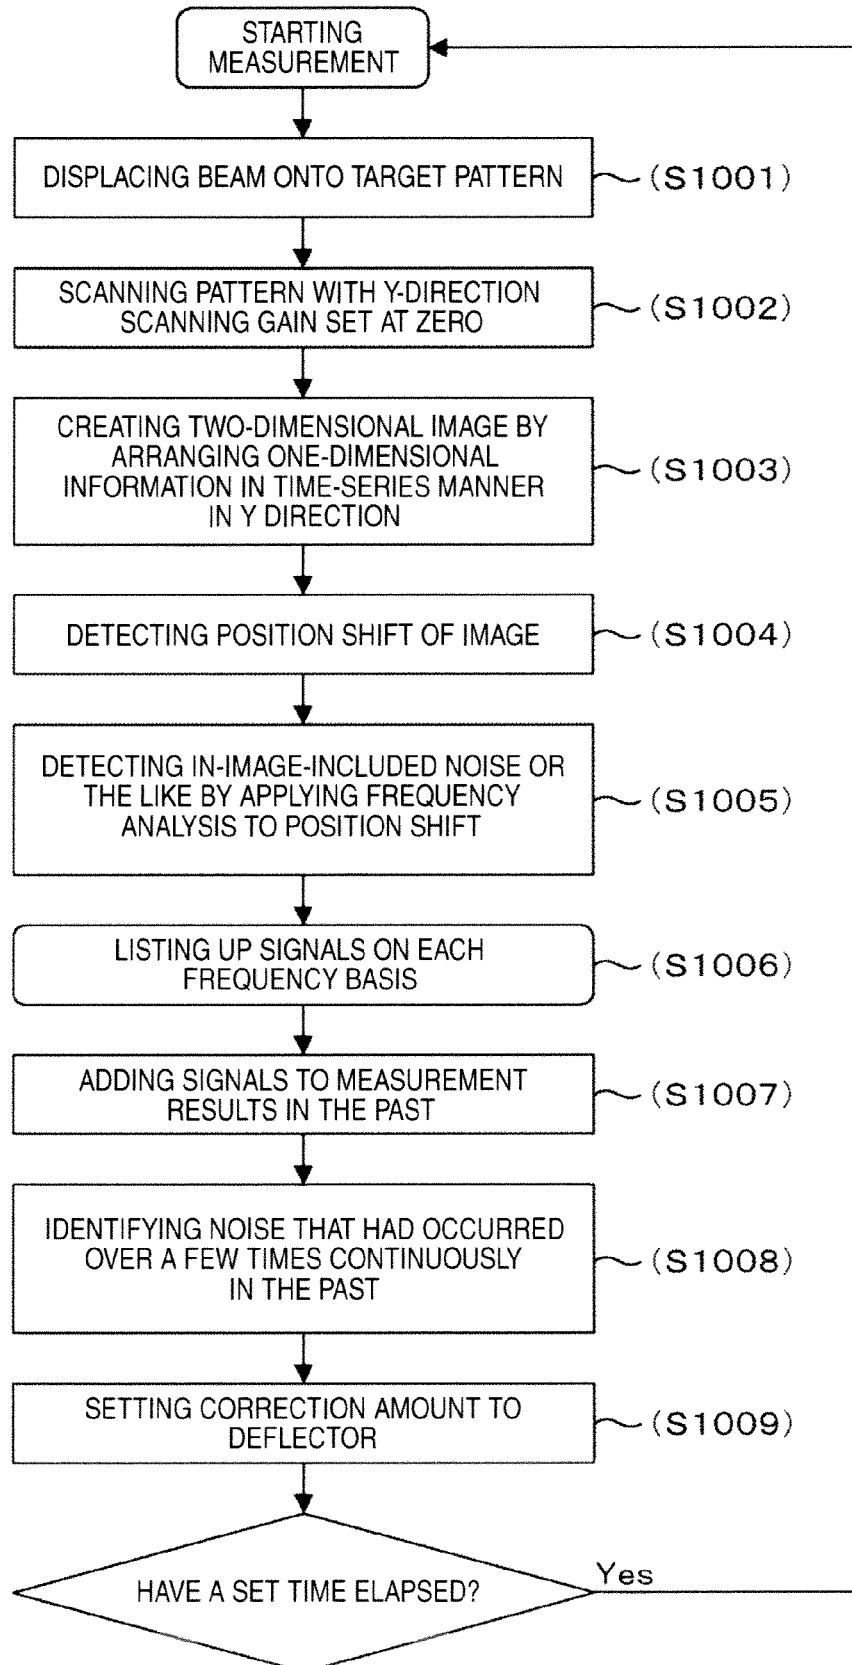 STARTING
MEASUREMENT
DISPLACING BEAM ONTO TARGET PATTERN
(S1001)
SCANNING PATTERN WITH Y-DIRECTION
SCANNING GAIN SET AT ZERO
(S1002)
CREATING TWO-DIMENSIONAL IMAGE BY
ARRANGING ONE-DIMENSIONAL
INFORMATION IN TIME-SERIES MANNER
IN Y DIRECTION
(S1003)
DETECTING POSITION SHIFT OF IMAGE
(S1004)
DETECTING IN-IMAGE-INCLUDED NOISE OR
THE LIKE BY APPLYING FREQUENCY
ANALYSIS TO POSITION SHIFT
(S1005)
LISTING UP SIGNALS ON EACH
FREQUENCY BASIS
(S1006)
ADDING SIGNALS TO MEASUREMENT
RESULTS IN THE PAST
(S1007)
IDENTIFYING NOISE THAT HAD OCCURRED
OVER A FEW TIMES CONTINUOUSLY
IN THE PAST
(S1008)
SETTING CORRECTION AMOUNT TO
DEFLECTOR
(S1009)
HAVE A SET TIME ELAPSED?
Yes